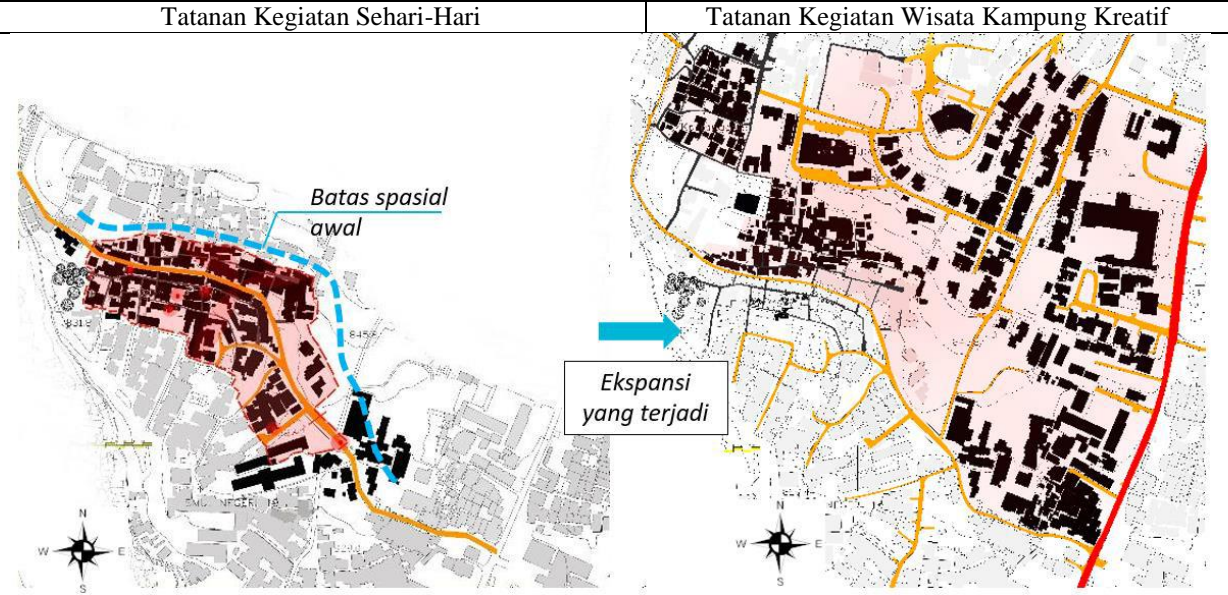 Tatanan Kegiatan Sehari-Hari
Tatanan Kegiatan Wisata Kampung Kreatif
Batas spasial
awal
Ekspansi
yang terjadi
N
W
E
S
N
W
E
S